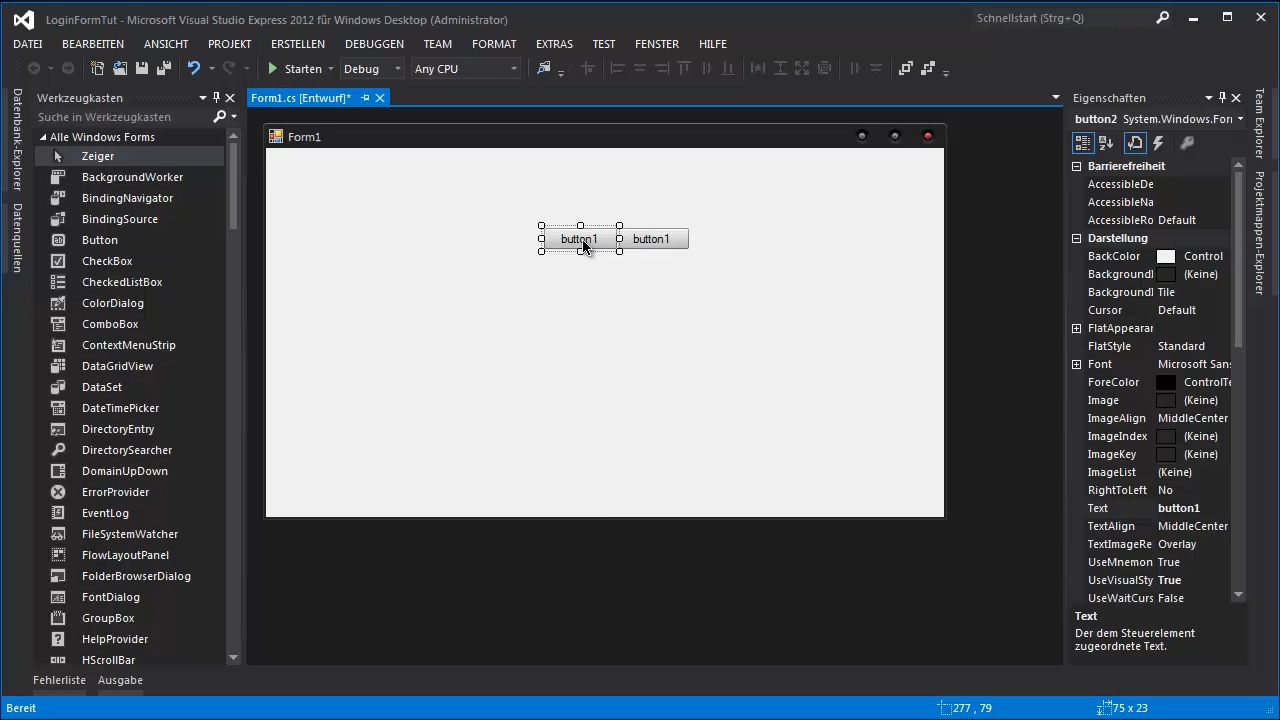 LoginFormTut - Microsoft Visual Studio Express 2012 für Windows Desktop (Administrator)
Schnellstart (Strg+Q)
DATEI BEARBEITEN ANSICHT PROJEKT ERSTELLEN DEBUGGEN TEAM FORMAT EXTRAS TEST FENSTER HILFE
Starten Debug Any CPU
Datenbank-Explorer
Datenquellen
Werkzeugkasten
Suche in Werkzeugkasten
Alle Windows Forms
Zeiger
BackgroundWorker
BindingNavigator
BindingSource
Button
CheckBox
CheckedListBox
ColorDialog
ComboBox
ContextMenuStrip
DataGridView
DataSet
DateTimePicker
DirectoryEntry
DirectorySearcher
DomainUpDown
ErrorProvider
EventLog
FileSystemWatcher
FlowLayoutPanel
FolderBrowserDialog
FontDialog
GroupBox
HelpProvider
HScrollBar
Form1.cs [Entwurf]*
Form1
button1 button1
Eigenschaften
button2 System.Windows.For
Barrierefreiheit
AccessibleDe
AccessibleNa
AccessibleRo Default
Darstellung
BackColor Control
Background (Keine)
Background Tile
Cursor Default
FlatAppearar
FlatStyle Standard
Font Microsoft Sans
ForeColor ControlTe
Image (Keine)
ImageAlign MiddleCenter
ImageIndex (Keine)
ImageKey (Keine)
ImageList (Keine)
RightToLeft No
Text button1
TextAlign MiddleCenter
TextImageRe Overlay
UseMnemon True
UseVisualSty True
UseWaitCurs False
Text
Der dem Steuerelement
zugeordnete Text.
Team Explorer
Projektmappen-Explorer
Fehlerliste Ausgabe
Bereit 277 , 79 75 x 23